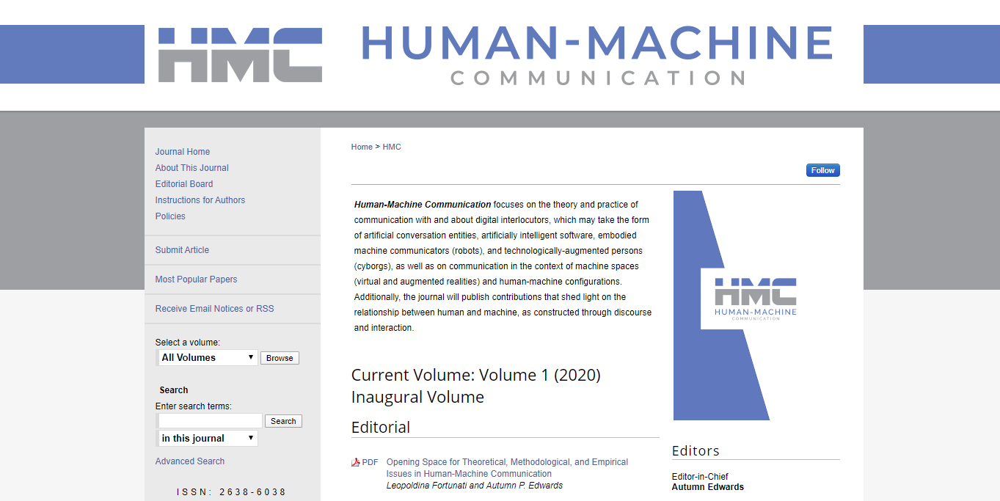 HMC
HUMAN-MACHINE
COMMUNICATION
Journal Home
About This Journal
Editorial Board
Instructions for Authors
Policies
Submit Article
Most Popular Papers
Receive Email Notices or RSS
Select a volume:
All Volumes
Browse
Search
Enter search terms:
Search
in this journal
Advanced Search
ISSN: 2638-6038
Home > HMC
Follow
Human-Machine Communication focuses on the theory and practice of
communication with and about digital interlocutors, which may take the form
of artificial conversation entities, artificially intelligent software, embodied
machine communicators (robots), and technologically-augmented persons
(cyborgs), as well as on communication in the context of machine spaces
(virtual and augmented realities) and human-machine configurations.
Additionally, the journal will publish contributions that shed light on the
relationship between human and machine, as constructed through discourse
and interaction.
Current Volume: Volume 1 (2020)
Inaugural Volume
Editorial
PDF
Opening Space for Theoretical, Methodological, and Empirical
Issues in Human-Machine Communication
Leopoldina Fortunati and Autumn P. Edwards
HMC
HUMAN-MACHINE
COMMUNICATION
Editors
Editor-in-Chief
Autumn Edwards